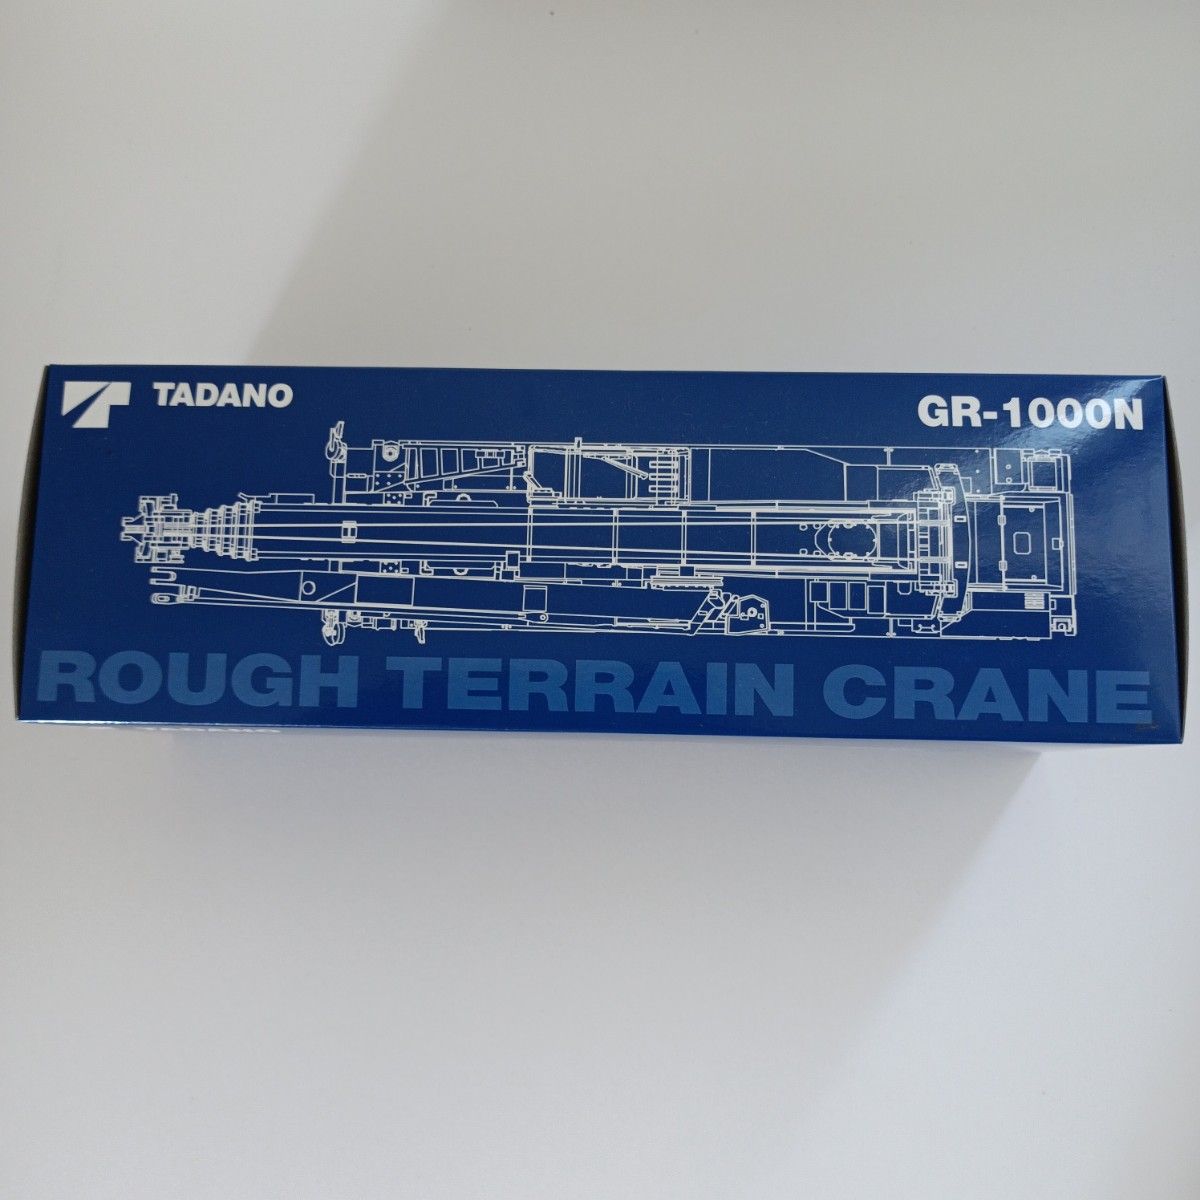 TADANO
GR-1000N
ROUGH TERRAIN CRANE